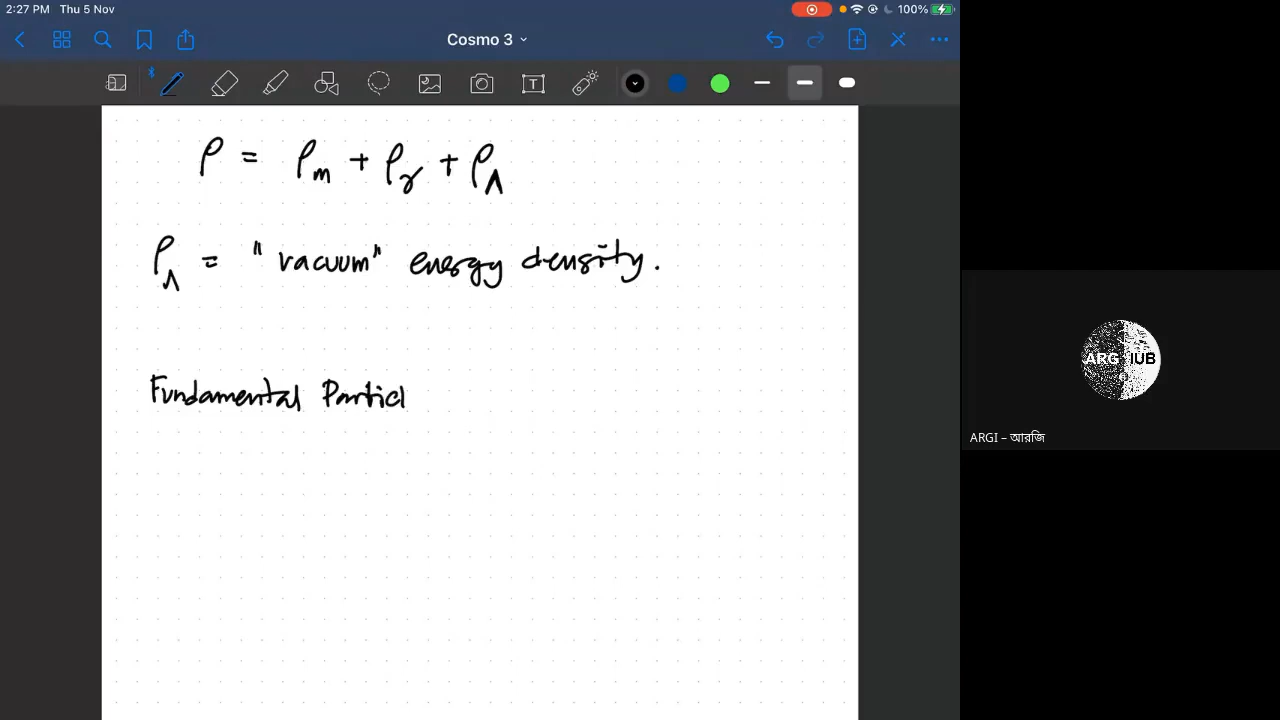 2:27 PM Thu 5 Nov
100%
Cosmo 3
T
ρ = ρm + ργ + ρΛ
ρΛ = "vacuum" energy density.
Fundamental Particl
ARG IUB
ARGI – আরজি